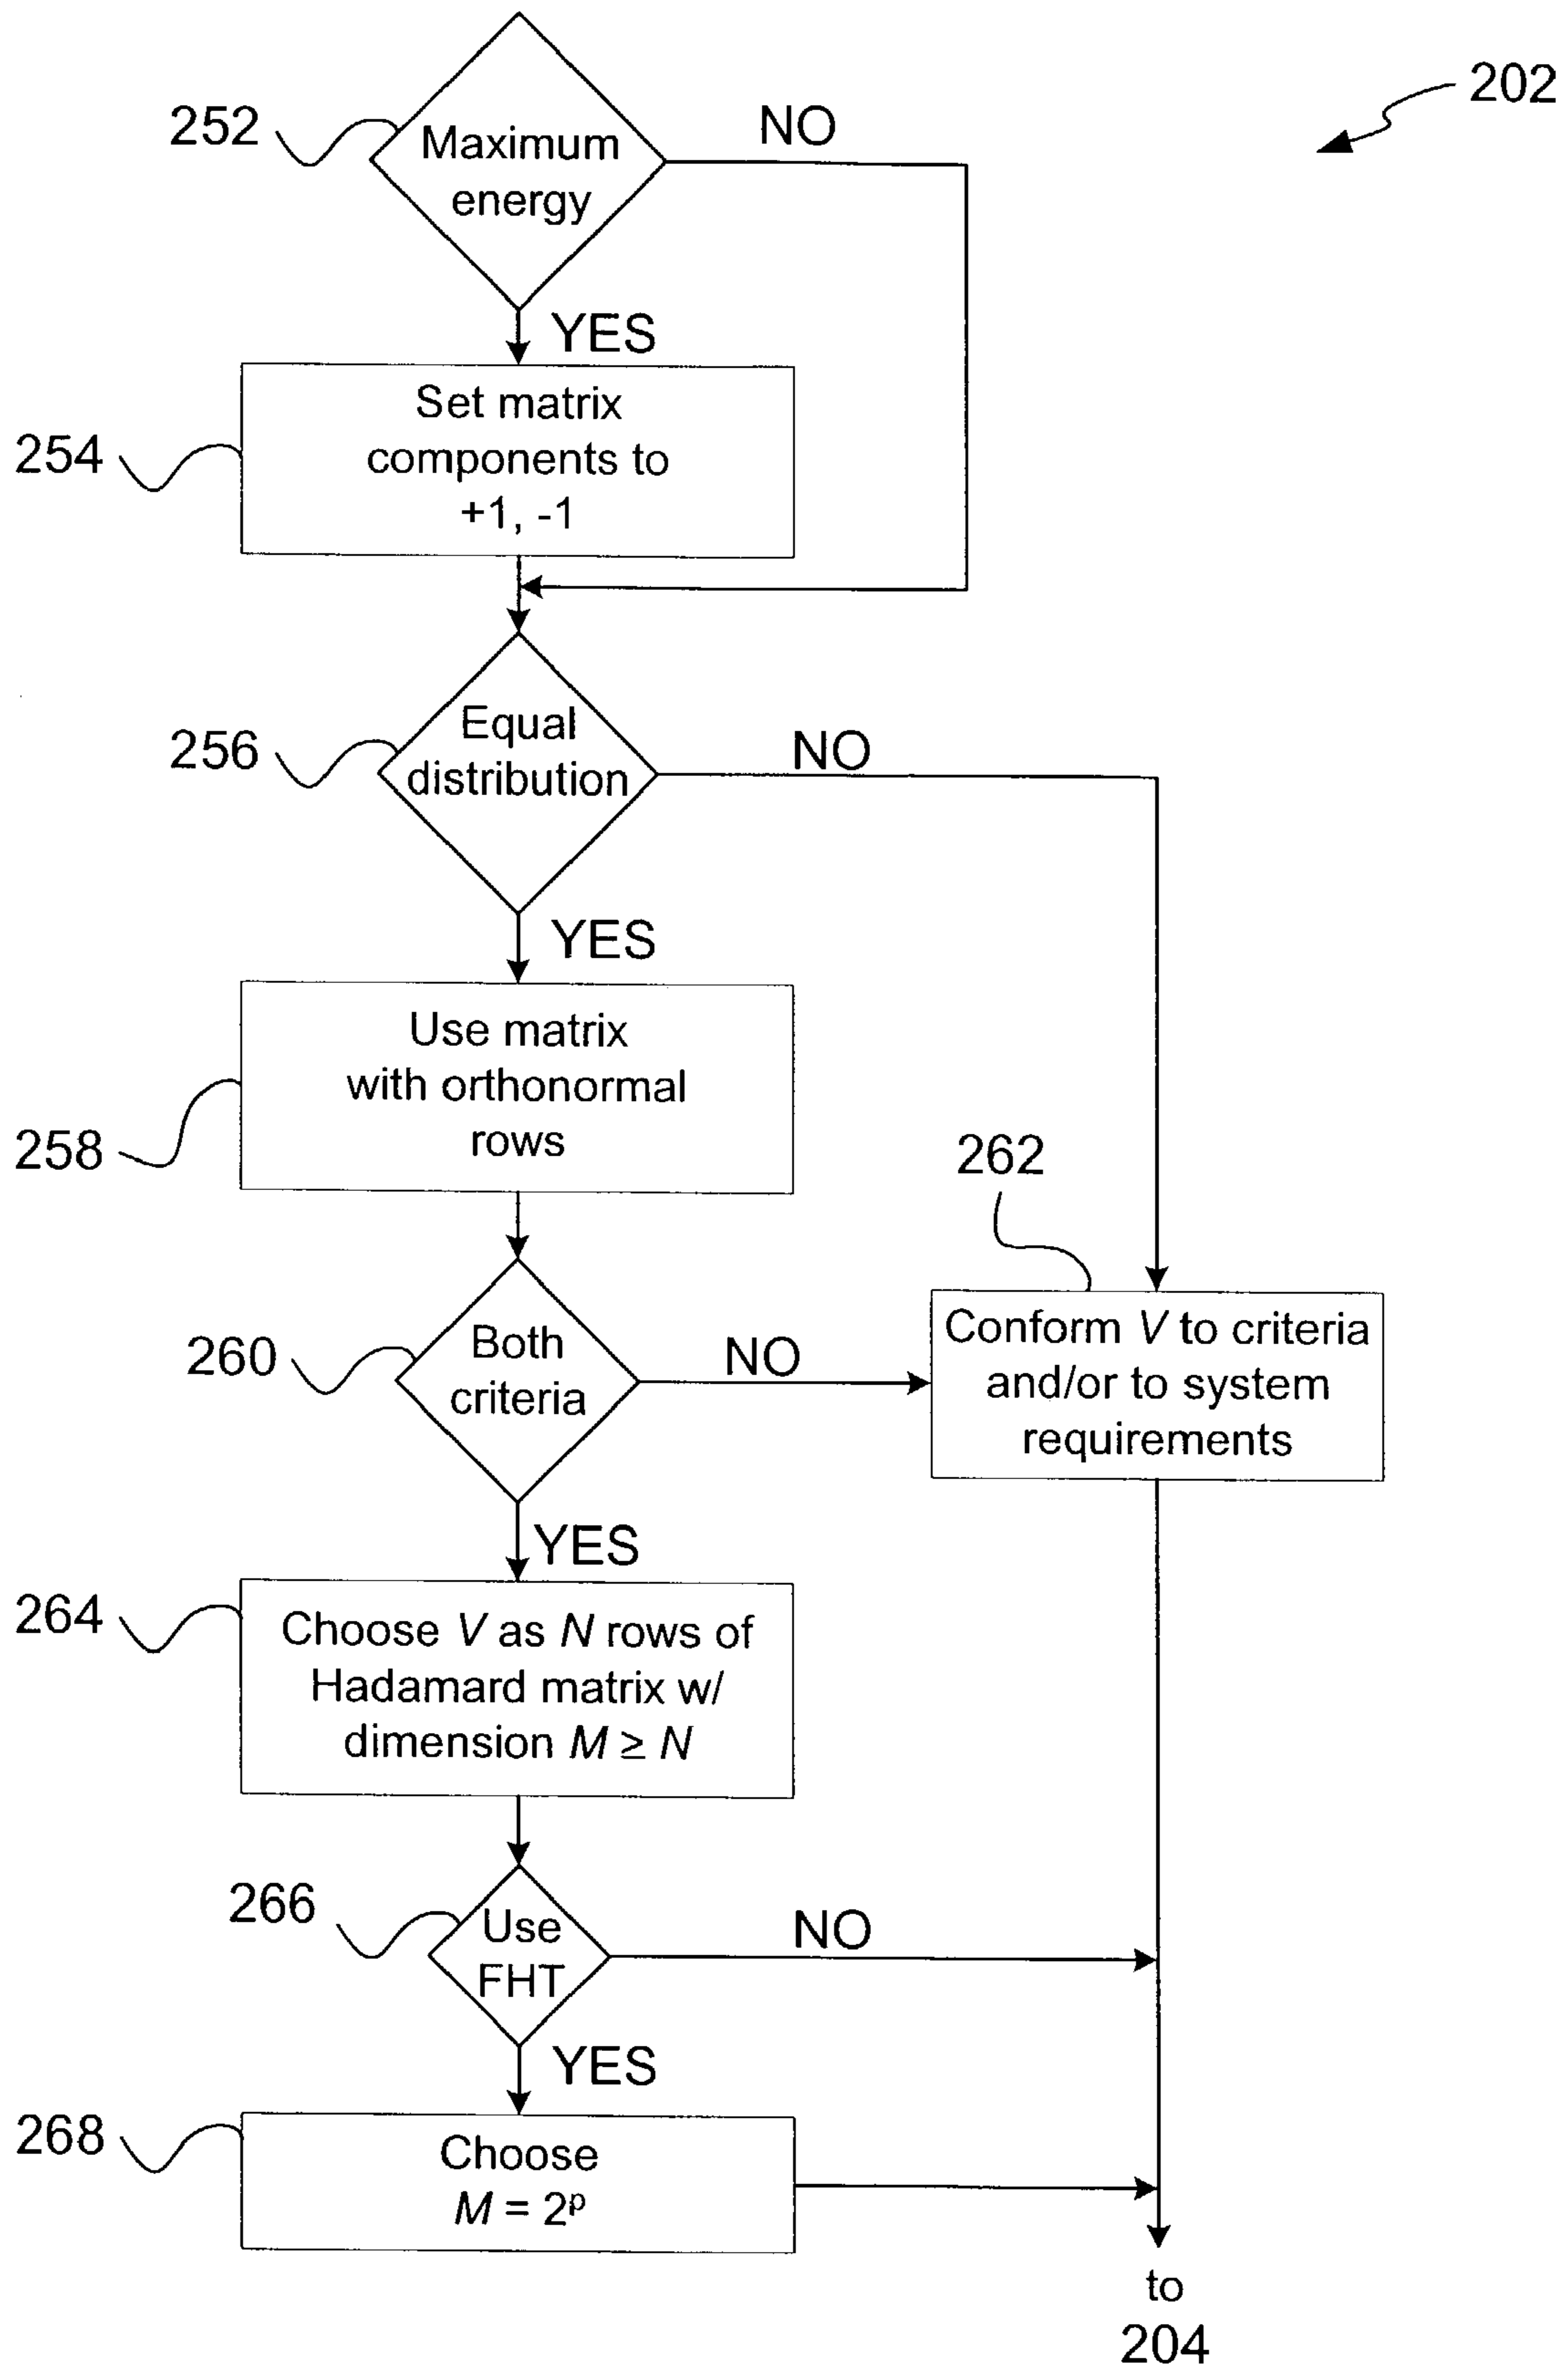 202
252
Maximum
energy
NO
YES
254
Set matrix
components to
+1, -1
256
Equal
distribution
NO
YES
258
Use matrix
with orthonormal
rows
260
Both
criteria
NO
262
Conform V to criteria
and/or to system
requirements
YES
264
Choose V as N rows of
Hadamard matrix w/
dimension M ≥ N
266
Use
FHT
NO
YES
268
Choose
M = 2ᵖ
to
204